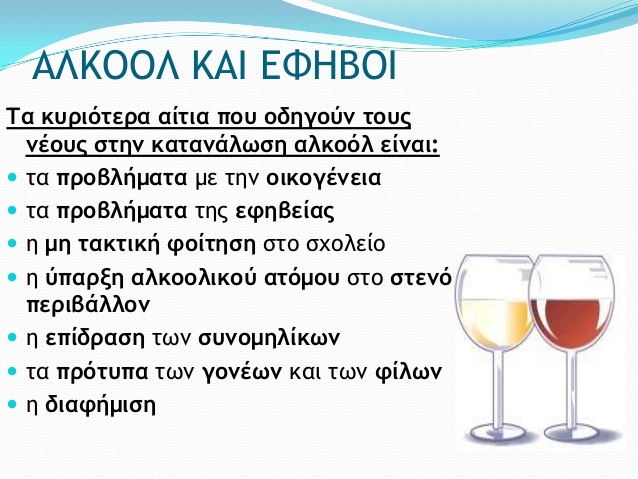 ΑΛΚΟΟΛ ΚΑΙ ΕΦΗΒΟΙ
Τα κυριότερα αίτια που οδηγούν τους
νέους στην κατανάλωση αλκοόλ είναι:
• τα προβλήματα με την οικογένεια
• τα προβλήματα της εφηβείας
• η μη τακτική φοίτηση στο σχολείο
• η ύπαρξη αλκοολικού ατόμου στο στενό
περιβάλλον
• η επίδραση των συνομηλίκων
• τα πρότυπα των γονέων και των φίλων
• η διαφήμιση